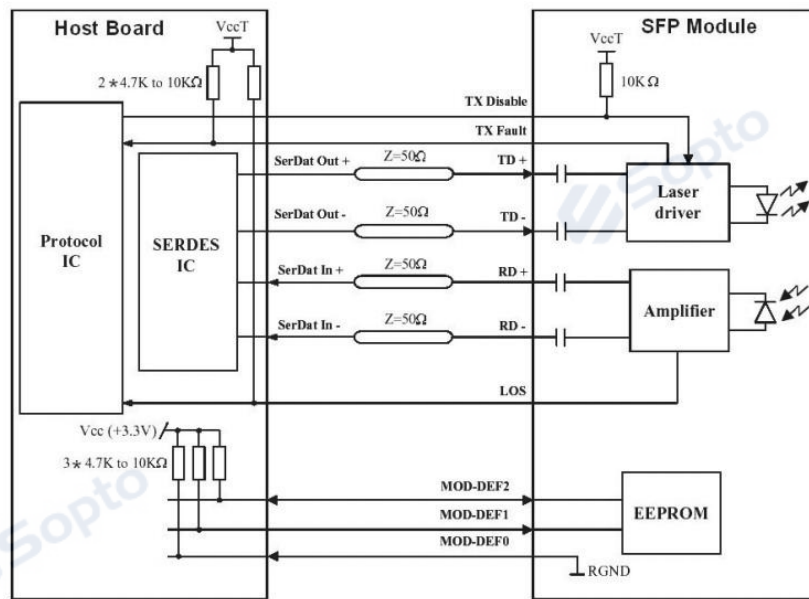 Host Board
VccT
2*4.7K to 10KΩ
SFP Module
VccT
10KΩ
TX Disable
TX Fault
SerDat Out +
Z=50Ω
TD +
SerDat Out -
Z=50Ω
TD -
SerDat In +
Z=50Ω
RD +
SerDat In -
Z=50Ω
RD -
Protocol
IC
SERDES
IC
Laser
driver
Amplifier
LOS
Vcc (+3.3V)
3*4.7K to 10KΩ
MOD-DEF2
MOD-DEF1
MOD-DEF0
EEPROM
RGND
Sopto
Sopto